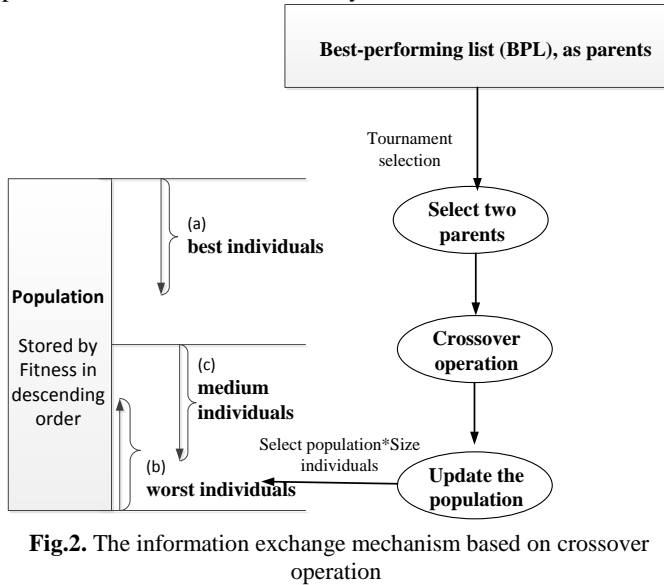 Best-performing list (BPL), as parents
Tournament
selection
Select two
parents
Crossover
operation
Update the
population
Select population*Size
individuals
Population
Stored by
Fitness in
descending
order
(a)
best individuals
(c)
medium
individuals
(b)
worst individuals
Fig.2. The information exchange mechanism based on crossover
operation